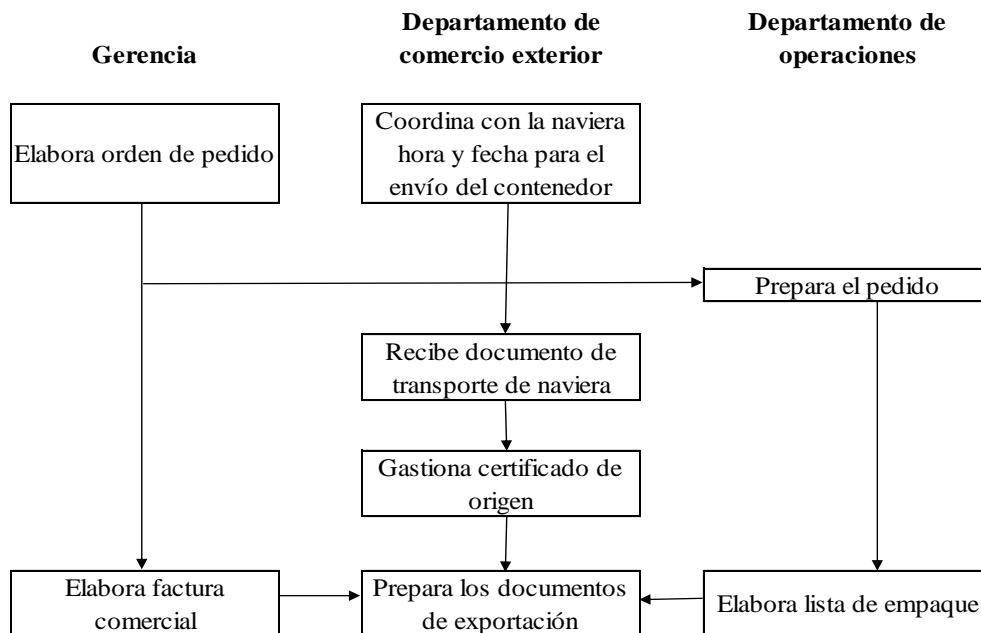 Gerencia
Departamento de
comercio exterior
Departamento de
operaciones
Elabora orden de pedido
Coordina con la naviera
hora y fecha para el
envío del contenedor
Prepara el pedido
Recibe documento de
transporte de naviera
Gastiona certificado de
origen
Elabora factura
comercial
Prepara los documentos
de exportación
Elabora lista de empaque